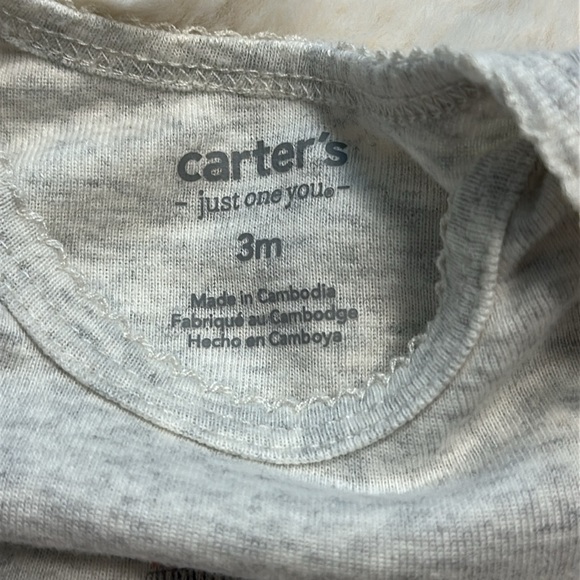 carter's
- just one you® -
3m
Made in Cambodia
Fabriqué au Cambodge
Hecho en Camboya